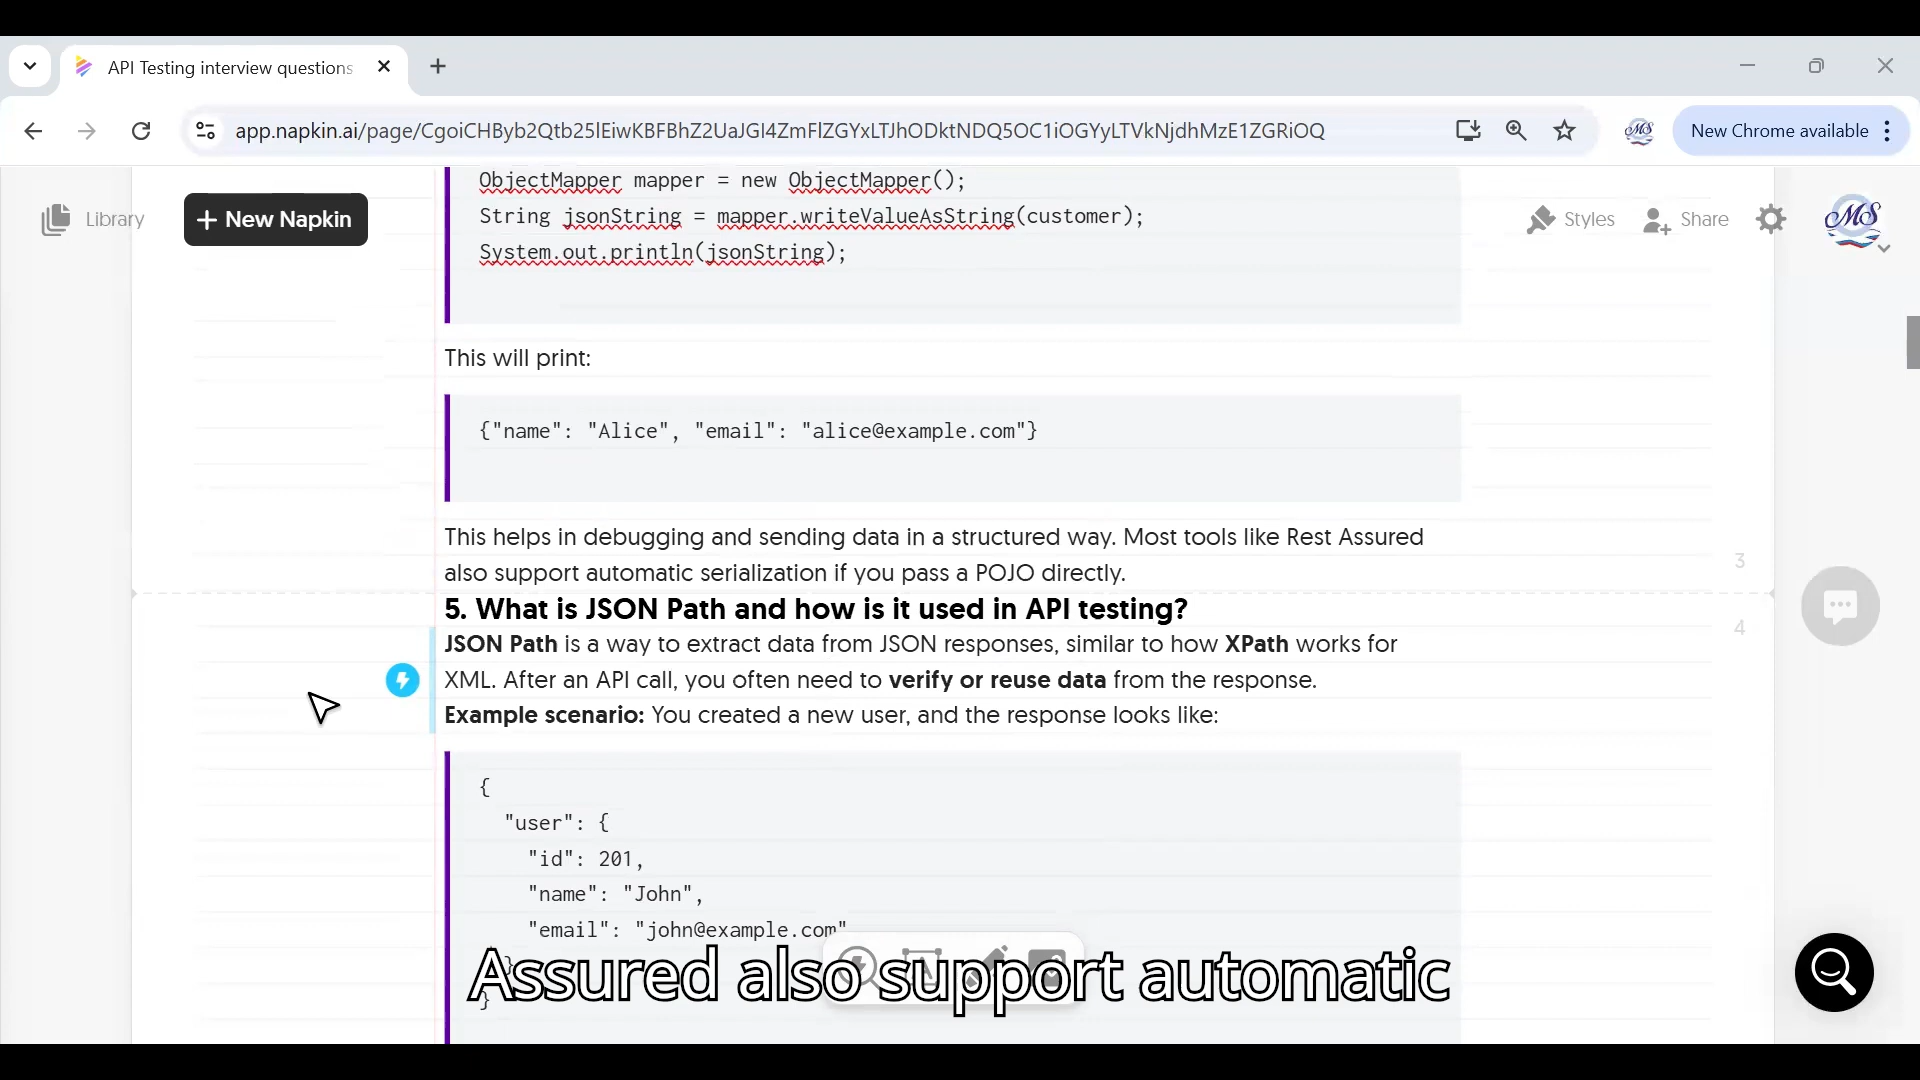 API Testing interview questions
app.napkin.ai/page/CgoiCHByb2Qtb25lEiwKBFBhZ2UaJGI4ZmFlZGYxLTJhODktNDQ5OC1iOGYyLTVkNjdhMzE1ZGRiOQ
New Chrome available
Library
+ New Napkin
Styles
Share
ObjectMapper mapper = new ObjectMapper();
String jsonString = mapper.writeValueAsString(customer);
System.out.println(jsonString);
This will print:
{"name": "Alice", "email": "alice@example.com"}
This helps in debugging and sending data in a structured way. Most tools like Rest Assured
also support automatic serialization if you pass a POJO directly.
3
5. What is JSON Path and how is it used in API testing?
4
JSON Path is a way to extract data from JSON responses, similar to how XPath works for
XML. After an API call, you often need to verify or reuse data from the response.
Example scenario: You created a new user, and the response looks like:
{
"user": {
"id": 201,
"name": "John",
"email": "john@example.com"
}
}
Assured also support automatic